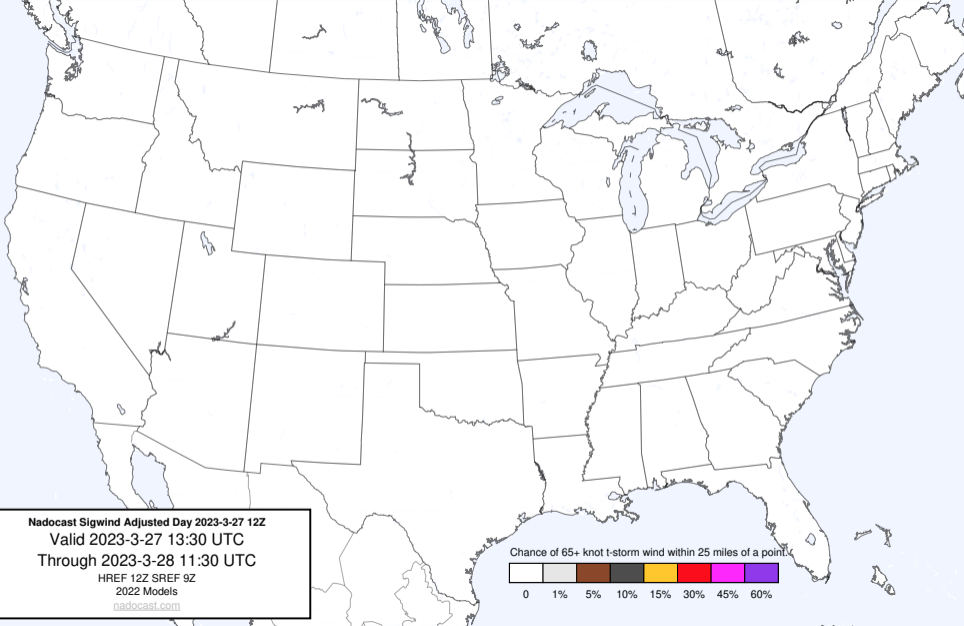 Nadocast Sigwind Adjusted Day 2023-3-27 12Z
Valid 2023-3-27 13:30 UTC
Through 2023-3-28 11:30 UTC
HREF 12Z SREF 9Z
2022 Models
nadocast.com
Chance of 65+ knot t-storm wind within 25 miles of a point.
0 1% 5% 10% 15% 30% 45% 60%